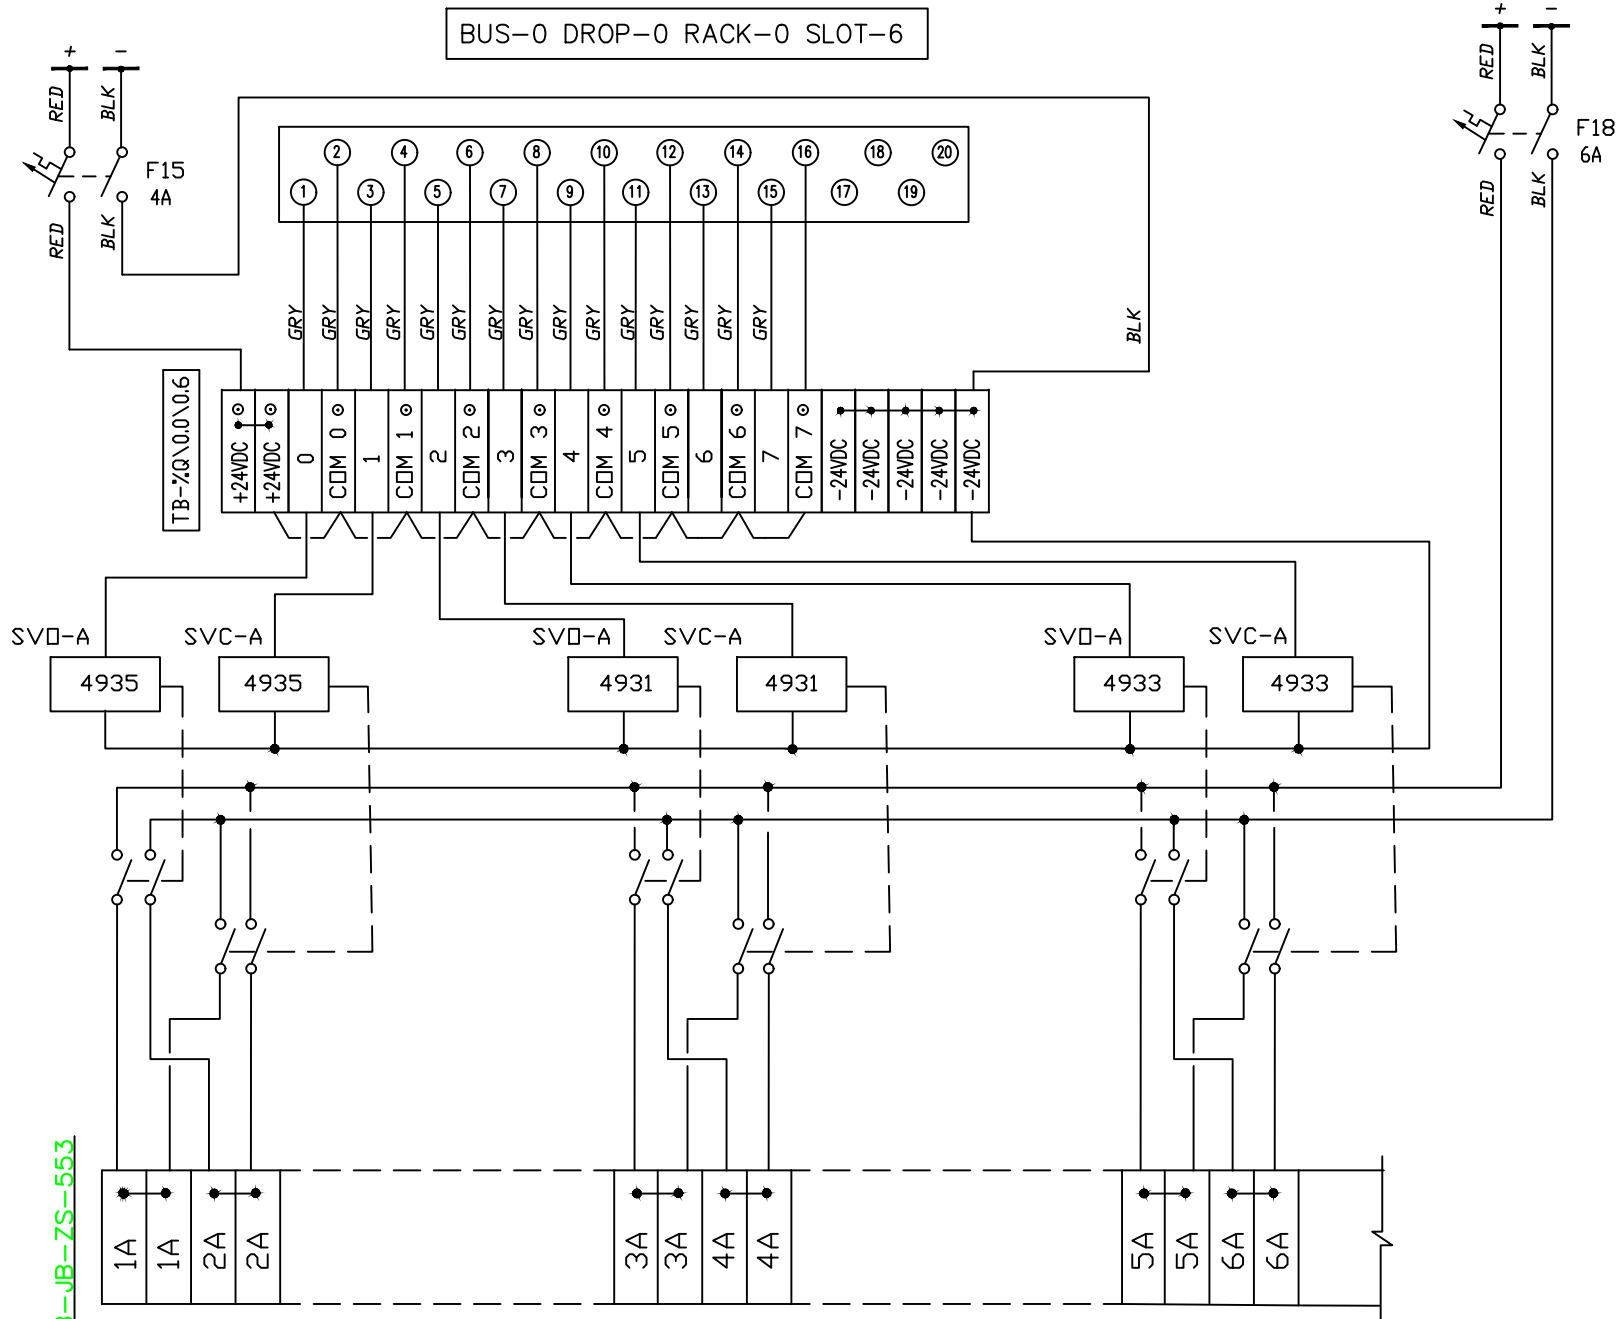 BUS-0 DROP-0 RACK-0 SLOT-6
+ -
RED BLK
F15
4A
RED BLK
+ -
RED BLK
F18
6A
RED BLK
2 4 6 8 10 12 14 16 18 20
1 3 5 7 9 11 13 15 17 19
GRY GRY GRY GRY GRY GRY GRY GRY GRY GRY GRY GRY GRY GRY GRY
BLK
TB-%Q\0.0\0.6
+24VDC +24VDC 0 COM 0 1 COM 1 2 COM 2 3 COM 3 4 COM 4 5 COM 5 6 COM 6 7 COM 7 -24VDC -24VDC -24VDC -24VDC -24VDC
SVO-A SVC-A SVO-A SVC-A SVO-A SVC-A
4935 4935 4931 4931 4933 4933
-JB-ZS-553
1A 1A 2A 2A 3A 3A 4A 4A 5A 5A 6A 6A